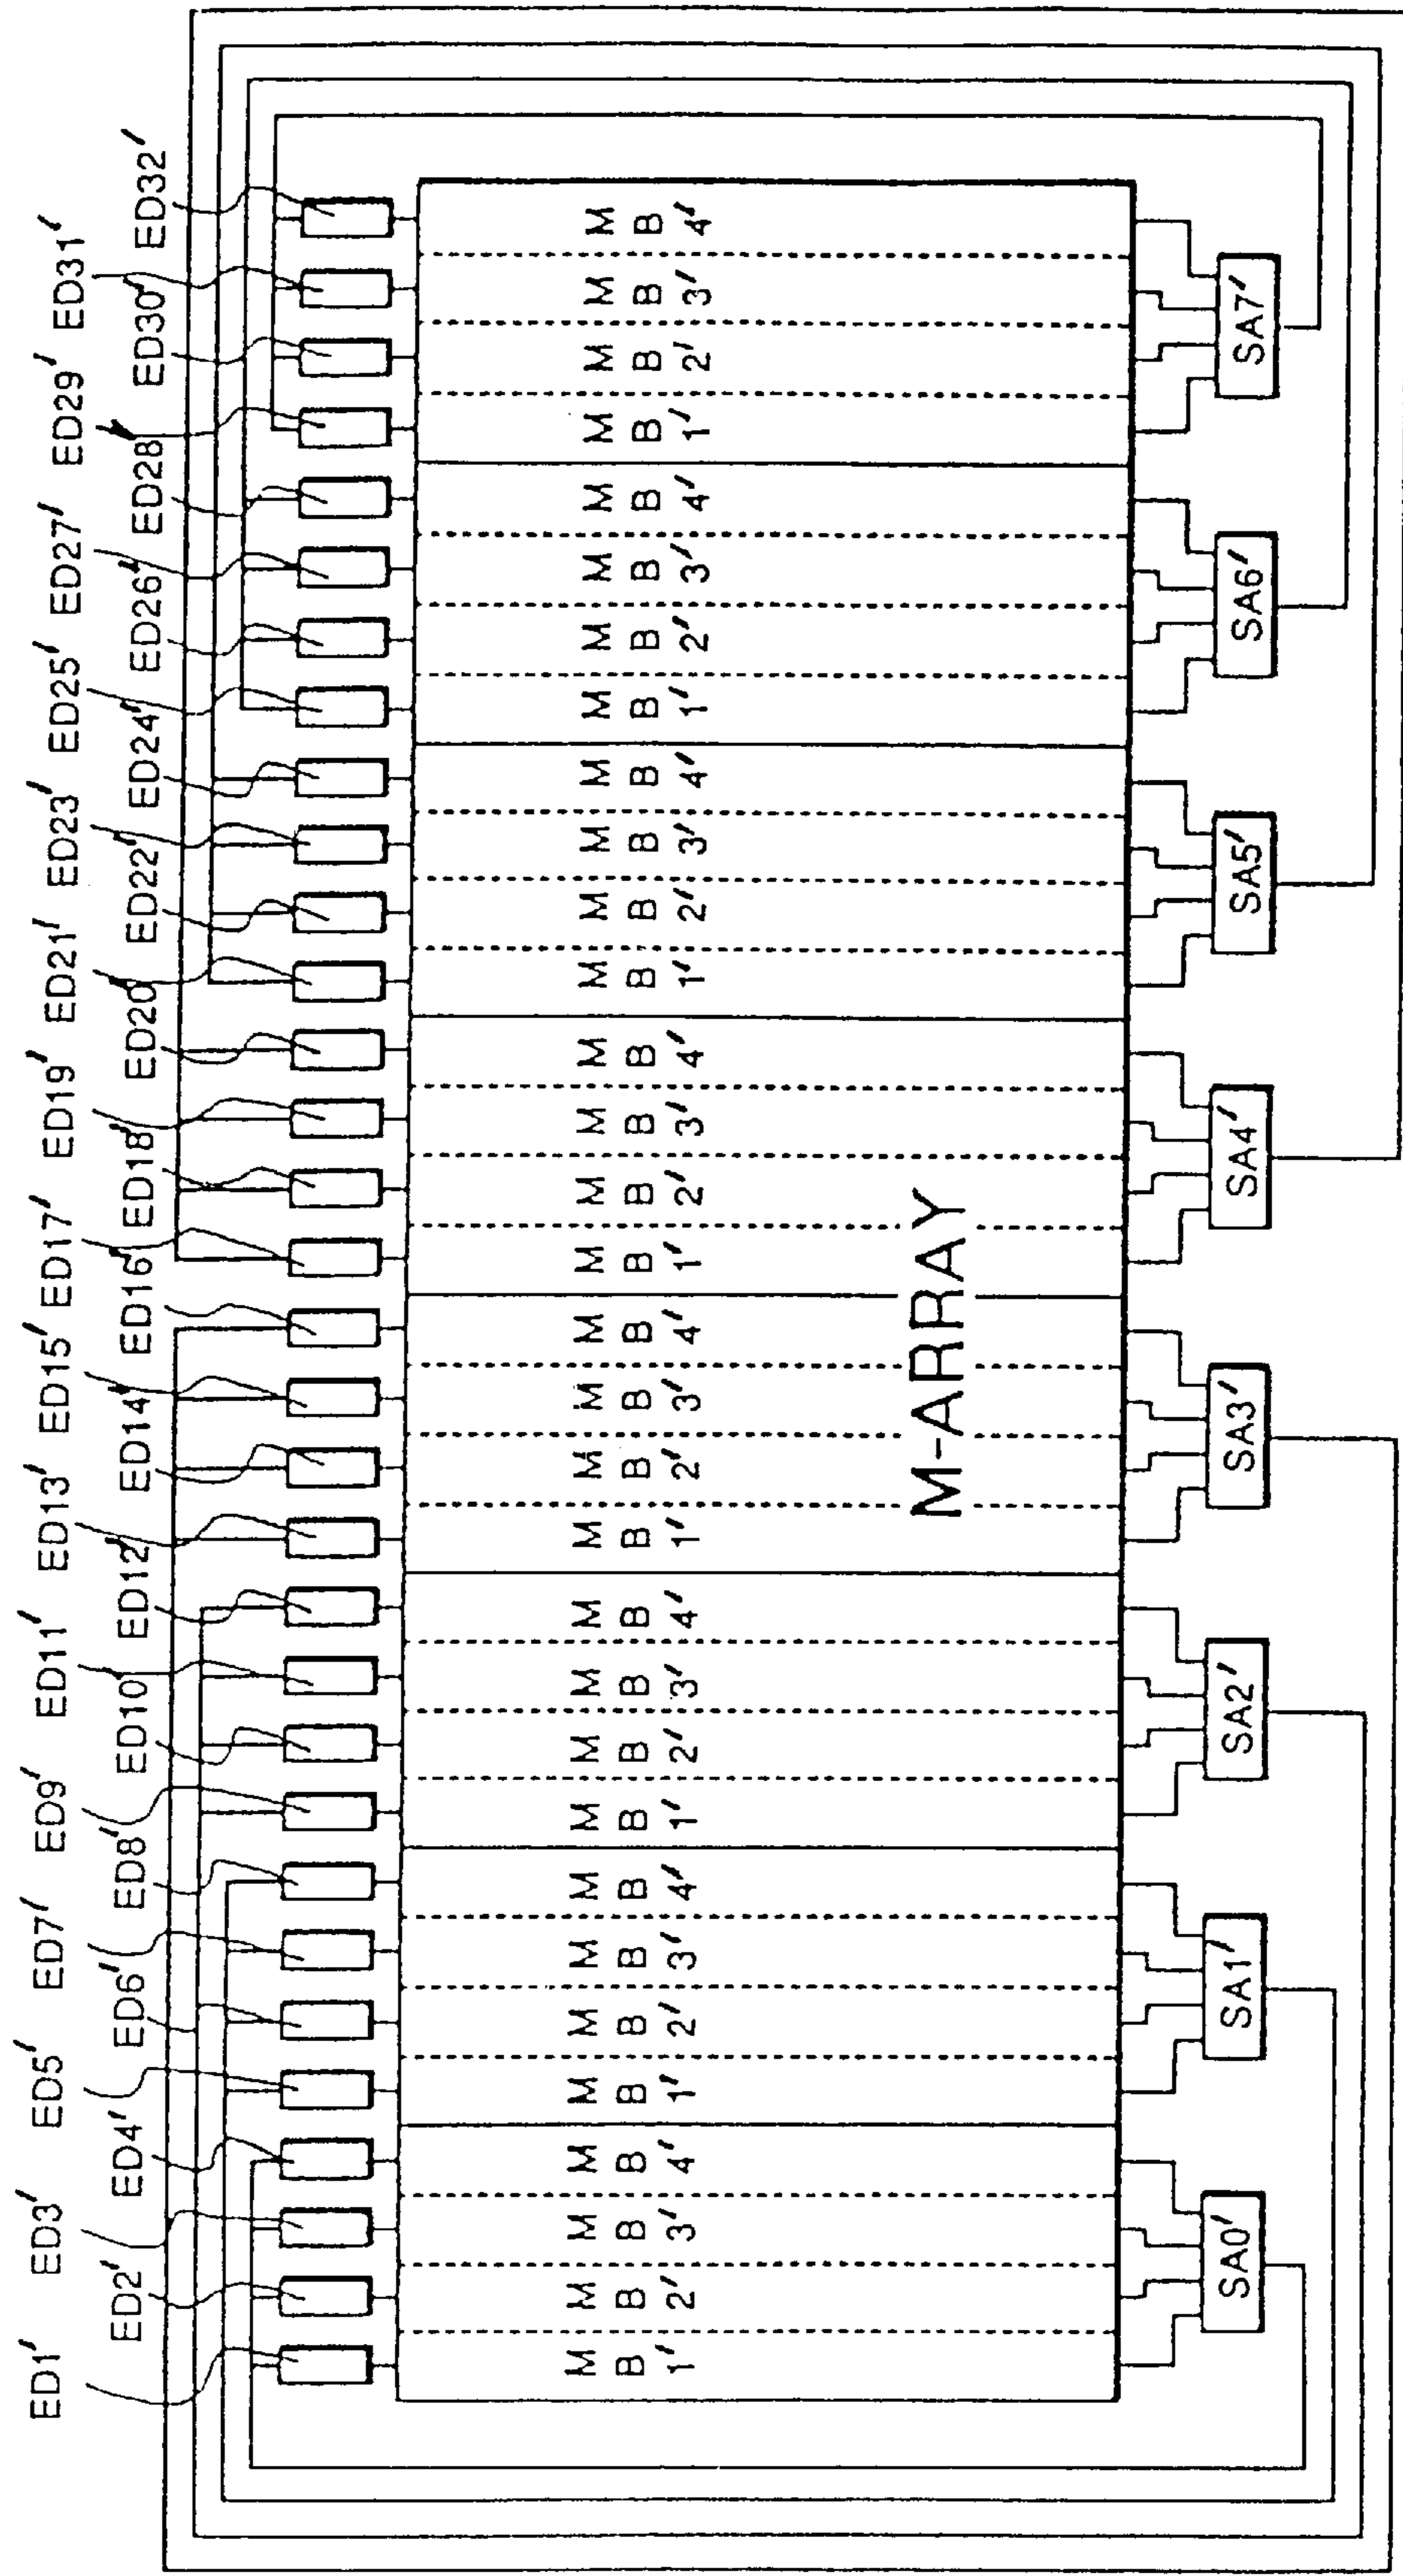 ED1' ED3' ED5' ED7' ED9' ED11' ED13' ED15' ED17' ED19' ED21' ED23' ED25' ED27' ED29' ED31'
ED2' ED4' ED6' ED8' ED10' ED12' ED14' ED16' ED18' ED20' ED22' ED24' ED26' ED28' ED30' ED32'
MB1' MB2' MB3' MB4' MB1' MB2' MB3' MB4' MB1' MB2' MB3' MB4' MB1' MB2' MB3' MB4' MB1' MB2' MB3' MB4' MB1' MB2' MB3' MB4' MB1' MB2' MB3' MB4' MB1' MB2' MB3' MB4'
M-ARRAY
SA0' SA1' SA2' SA3' SA4' SA5' SA6' SA7'